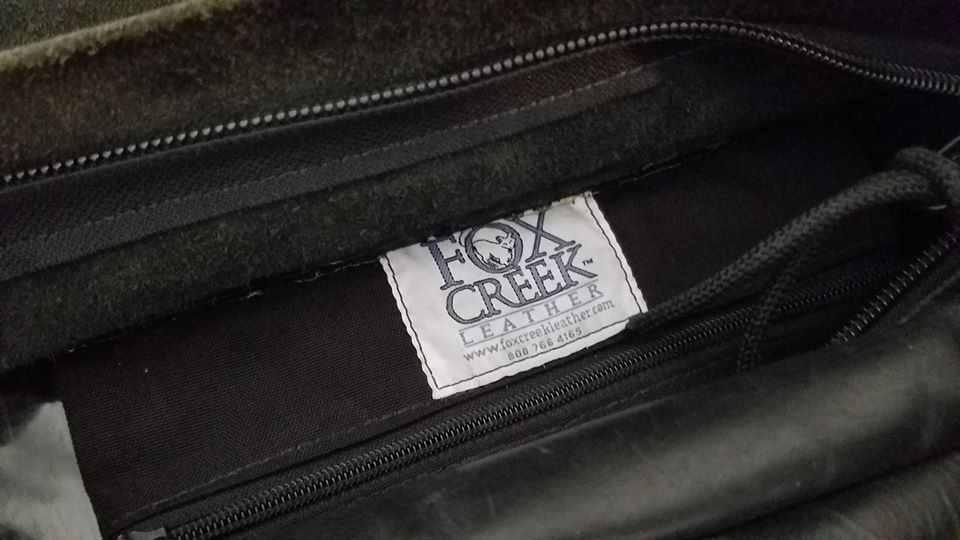 FOX
CREEK™
LEATHER
www.foxcreekleather.com
800 766 4165